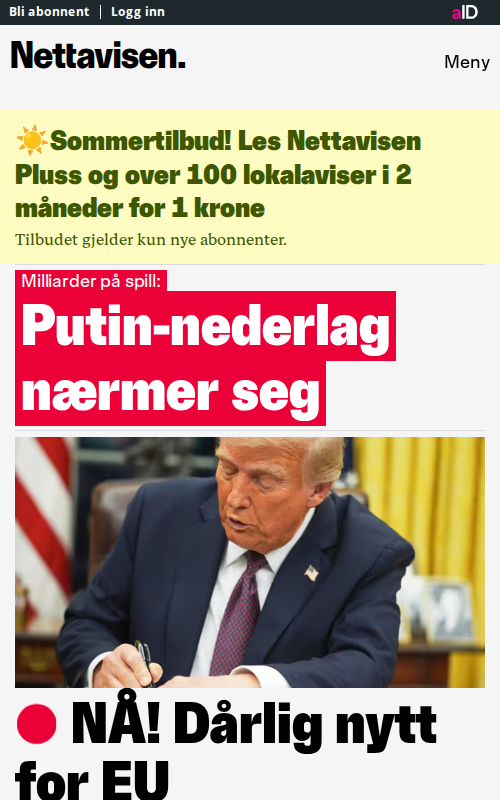 Bli abonnent | Logg inn
aID
Nettavisen.
Meny
☀️Sommertilbud! Les Nettavisen
Pluss og over 100 lokalaviser i 2
måneder for 1 krone
Tilbudet gjelder kun nye abonnenter.
Milliarder på spill:
Putin-nederlag
nærmer seg
🔴 NÅ! Dårlig nytt
for EU